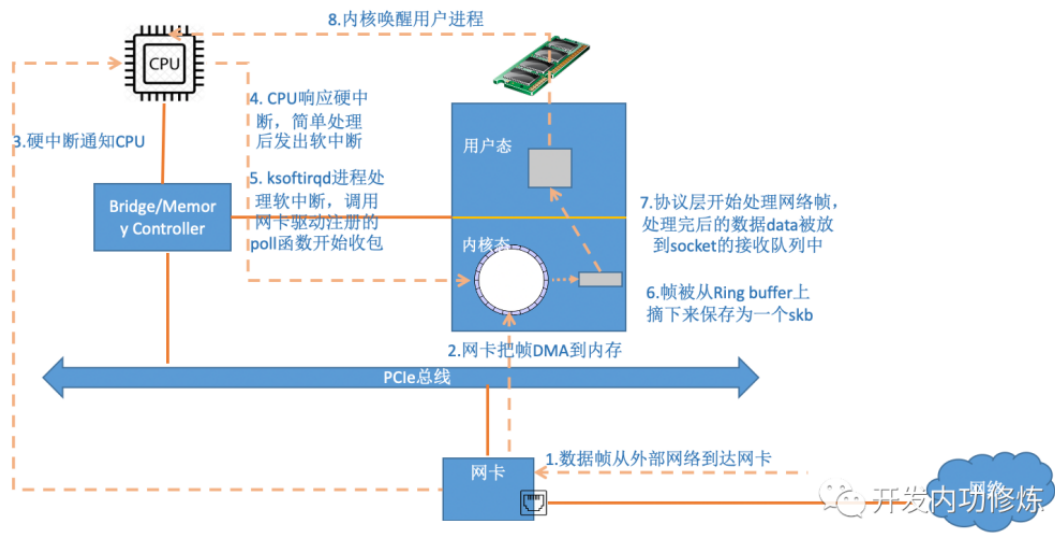 8.内核唤醒用户进程
CPU
4. CPU响应硬中
断，简单处理
后发出软中断
3.硬中断通知CPU
用户态
5. ksoftirqd进程处
理软中断，调用
网卡驱动注册的
poll函数开始收包
Bridge/Memor
y Controller
7.协议层开始处理网络帧，
处理完后的数据data被放
到socket的接收队列中
内核态
6.帧被从Ring buffer上
摘下来保存为一个skb
2.网卡把帧DMA到内存
PCIe总线
1.数据帧从外部网络到达网卡
网卡
网络
开发内功修炼